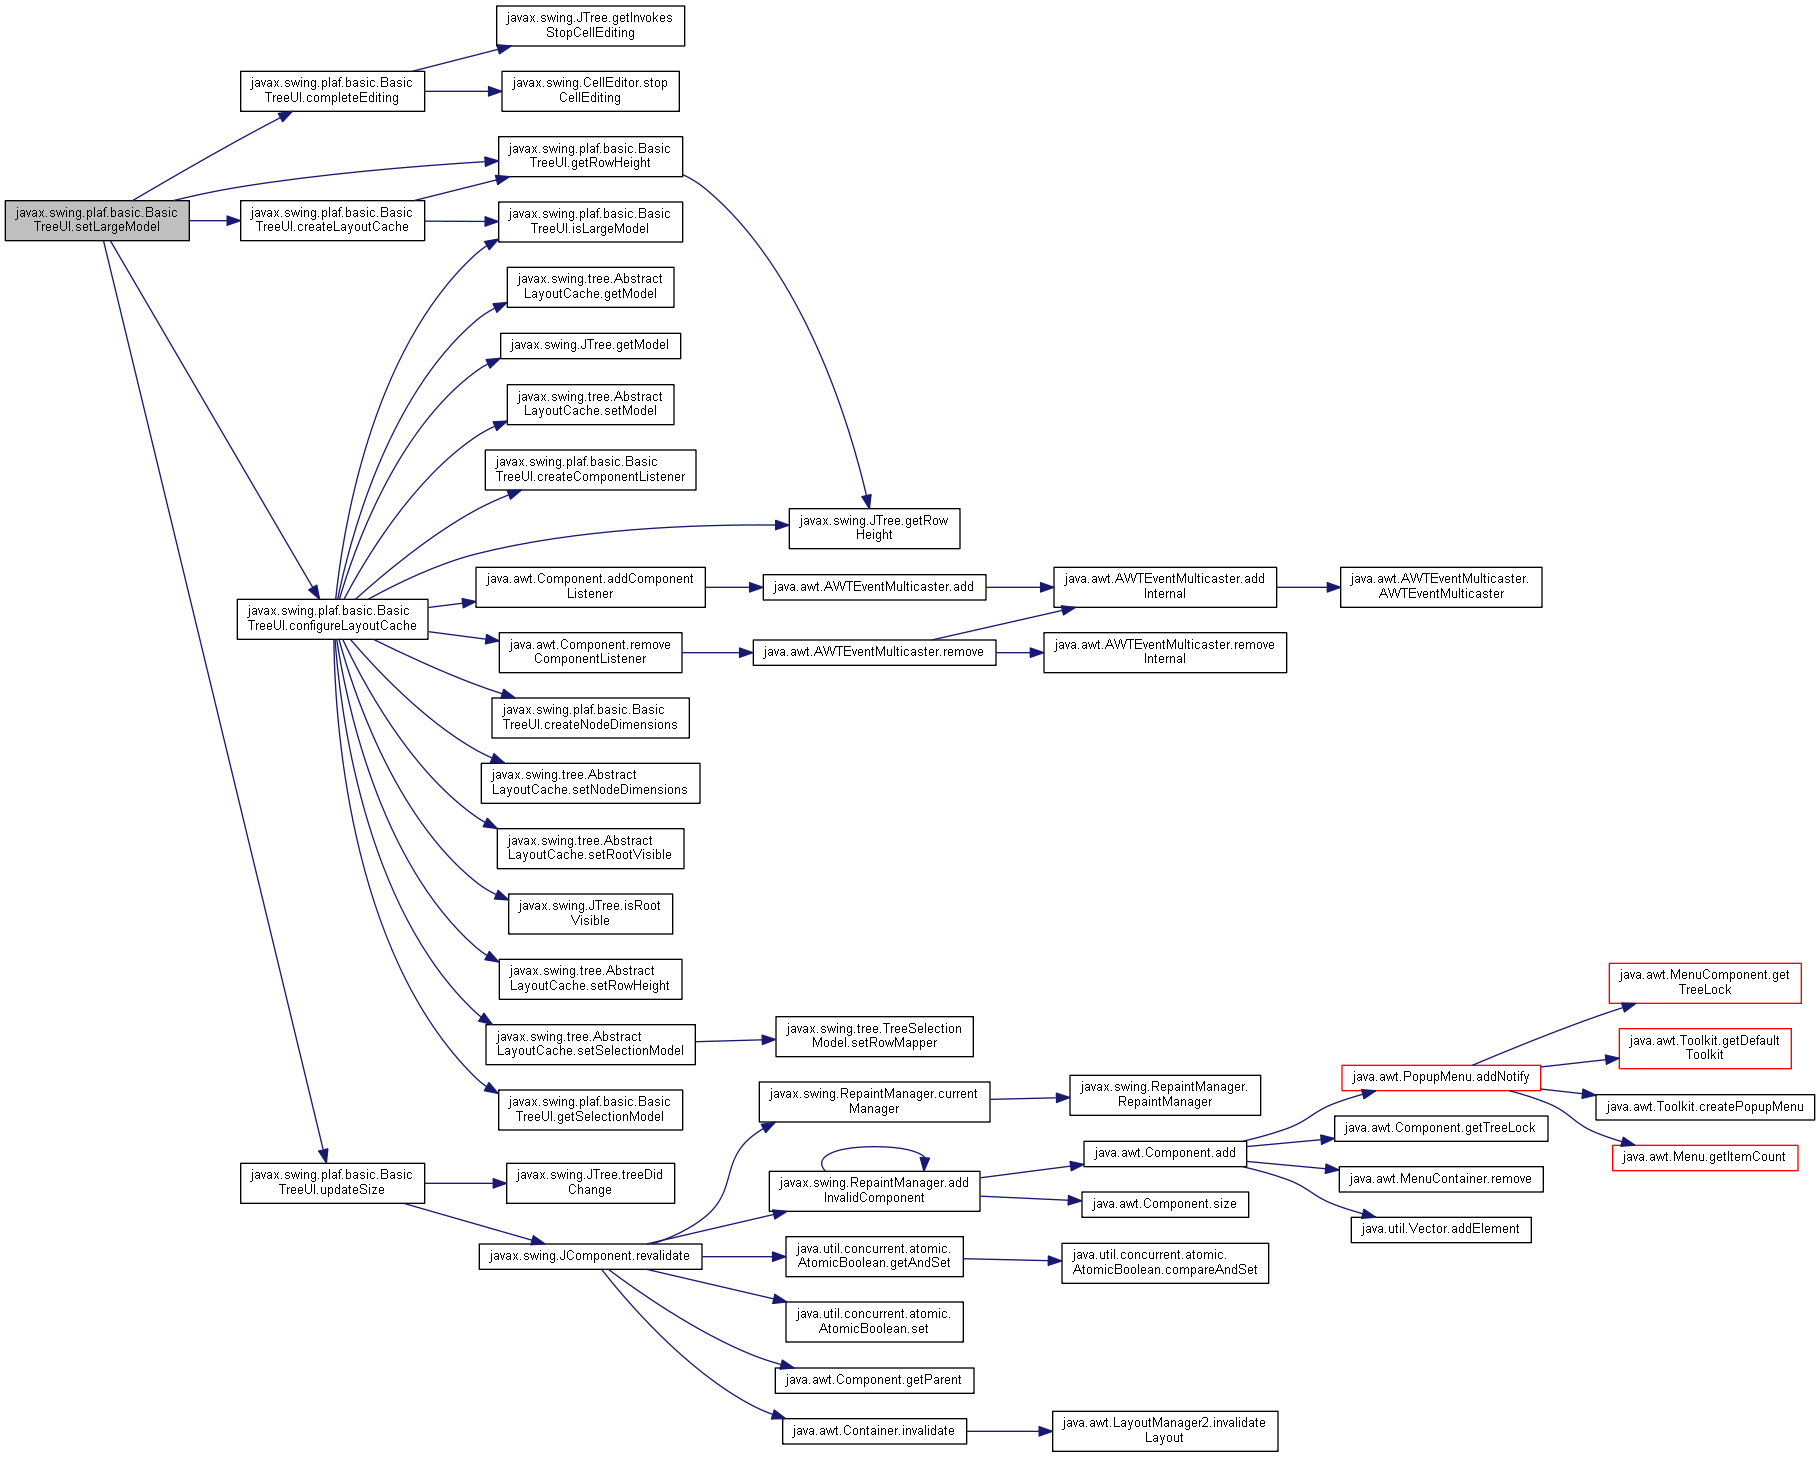 javax.swing.JTree.getInvokes
StopCellEditing
javax.swing.plaf.basic.Basic
TreeUI.completeEditing
javax.swing.CellEditor.stop
CellEditing
javax.swing.plaf.basic.Basic
TreeUI.getRowHeight
javax.swing.plaf.basic.Basic
TreeUI.setLargeModel
javax.swing.plaf.basic.Basic
TreeUI.createLayoutCache
javax.swing.plaf.basic.Basic
TreeUI.isLargeModel
javax.swing.tree.Abstract
LayoutCache.getModel
javax.swing.JTree.getModel
javax.swing.tree.Abstract
LayoutCache.setModel
javax.swing.plaf.basic.Basic
TreeUI.createComponentListener
javax.swing.JTree.getRow
Height
javax.swing.plaf.basic.Basic
TreeUI.configureLayoutCache
java.awt.Component.addComponent
Listener
java.awt.AWTEventMulticaster.add
java.awt.AWTEventMulticaster.add
Internal
java.awt.AWTEventMulticaster.
AWTEventMulticaster
java.awt.Component.remove
ComponentListener
java.awt.AWTEventMulticaster.remove
java.awt.AWTEventMulticaster.remove
Internal
javax.swing.plaf.basic.Basic
TreeUI.createNodeDimensions
javax.swing.tree.Abstract
LayoutCache.setNodeDimensions
javax.swing.tree.Abstract
LayoutCache.setRootVisible
javax.swing.JTree.isRoot
Visible
javax.swing.tree.Abstract
LayoutCache.setRowHeight
javax.swing.tree.Abstract
LayoutCache.setSelectionModel
javax.swing.tree.TreeSelection
Model.setRowMapper
javax.swing.plaf.basic.Basic
TreeUI.getSelectionModel
javax.swing.plaf.basic.Basic
TreeUI.updateSize
javax.swing.JTree.treeDid
Change
javax.swing.JComponent.revalidate
javax.swing.RepaintManager.current
Manager
javax.swing.RepaintManager.
RepaintManager
javax.swing.RepaintManager.add
InvalidComponent
java.awt.Component.add
java.awt.Component.size
java.awt.PopupMenu.addNotify
java.awt.MenuComponent.get
TreeLock
java.awt.Toolkit.getDefault
Toolkit
java.awt.Toolkit.createPopupMenu
java.awt.Menu.getItemCount
java.awt.Component.getTreeLock
java.awt.MenuContainer.remove
java.util.Vector.addElement
java.util.concurrent.atomic.
AtomicBoolean.getAndSet
java.util.concurrent.atomic.
AtomicBoolean.compareAndSet
java.util.concurrent.atomic.
AtomicBoolean.set
java.awt.Component.getParent
java.awt.Container.invalidate
java.awt.LayoutManager2.invalidate
Layout